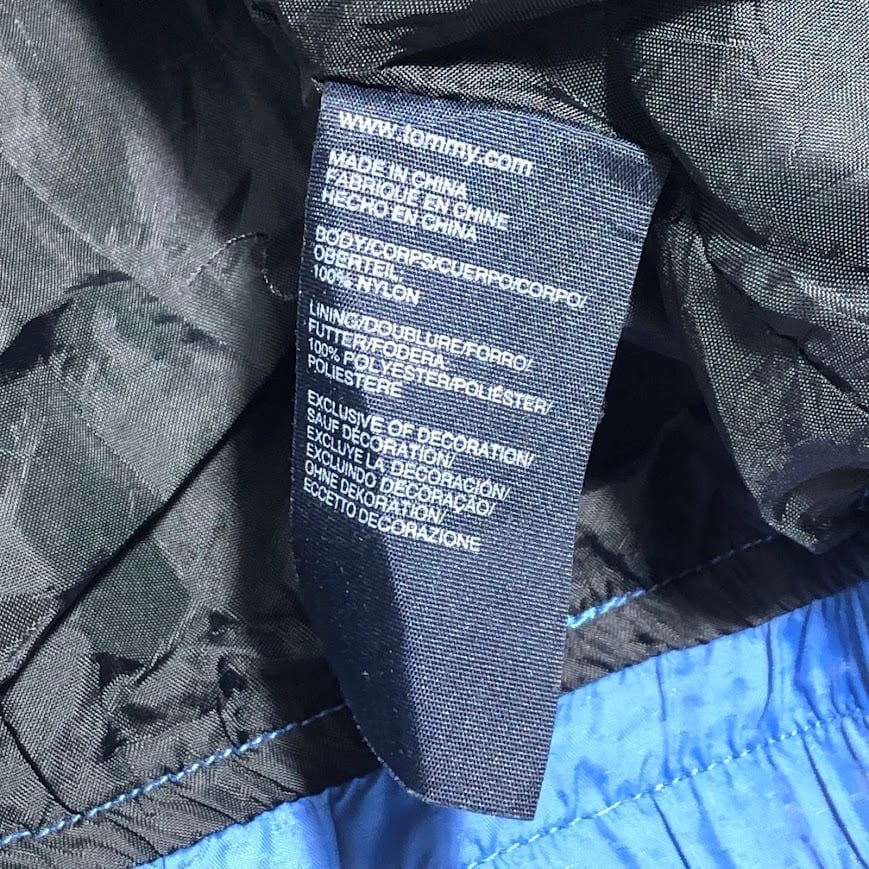 www.tommy.com
MADE IN CHINA
FABRIQUE EN CHINE
HECHO EN CHINA
BODY/CORPS/CUERPO/CORPO/
OBERTEIL
100% NYLON
LINING/DOUBLURE/FORRO/
FUTTER/FODERA
100% POLYESTER/POLIÉSTER/
POLIESTERE
EXCLUSIVE OF DECORATION/
SAUF DÉCORATION/
EXCLUYE LA DECORACIÓN/
EXCLUINDO DECORAÇÃO/
OHNE DEKORATION/
ECCETTO DECORAZIONE